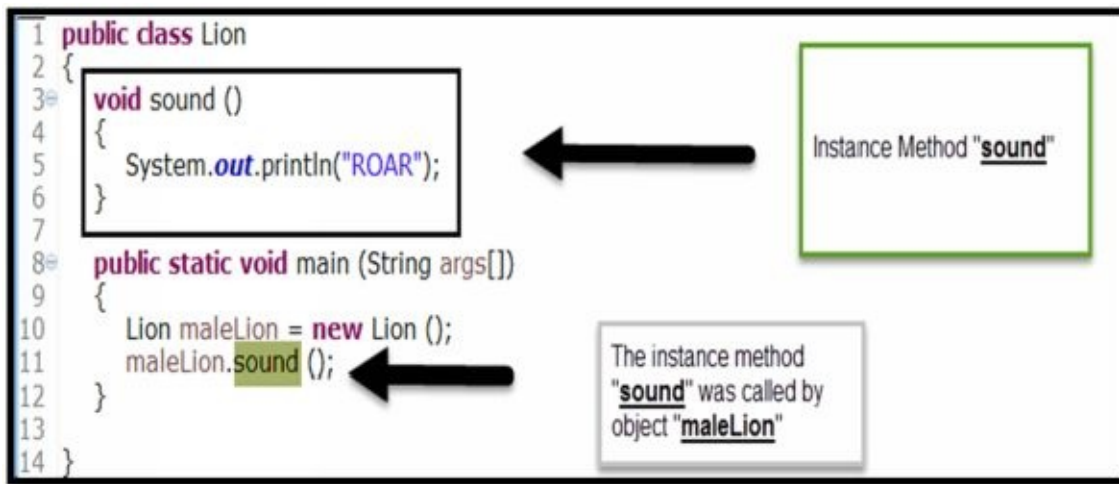 1 public class Lion
2 {
3 void sound ()
4 {
5 System.out.println("ROAR");
6 }
7
8 public static void main (String args[])
9 {
10 Lion maleLion = new Lion ();
11 maleLion.sound ();
12 }
13
14 }
Instance Method "sound"
The instance method
"sound" was called by
object "maleLion"